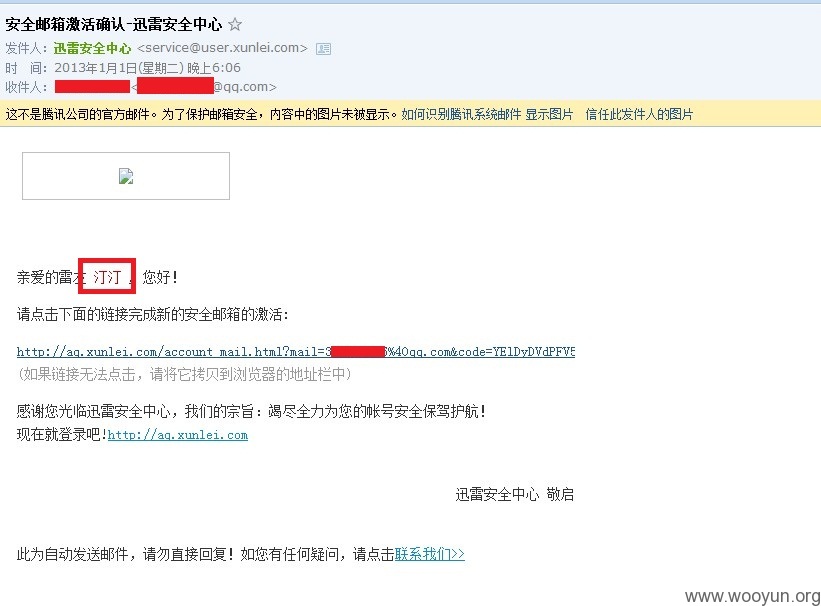 安全邮箱激活确认-迅雷安全中心
发件人：迅雷安全中心 <service@user.xunlei.com>
时 间：2013年1月1日(星期二) 晚上6:06
收件人：<@qq.com>
这不是腾讯公司的官方邮件。为了保护邮箱安全，内容中的图片未被显示。如何识别腾讯系统邮件 显示图片 信任此发件人的图片
亲爱的雷友 汀汀 ，您好！
请点击下面的链接完成新的安全邮箱的激活：
http://aq.xunlei.com/account_mail.html?mail=3 6%40qq.com&code=YElDyDVdPFV5
(如果链接无法点击，请将它拷贝到浏览器的地址栏中)
感谢您光临迅雷安全中心，我们的宗旨：竭尽全力为您的帐号安全保驾护航！
现在就登录吧!http://aq.xunlei.com
迅雷安全中心 敬启
此为自动发送邮件，请勿直接回复！如您有任何疑问，请点击联系我们>>
www.wooyun.org